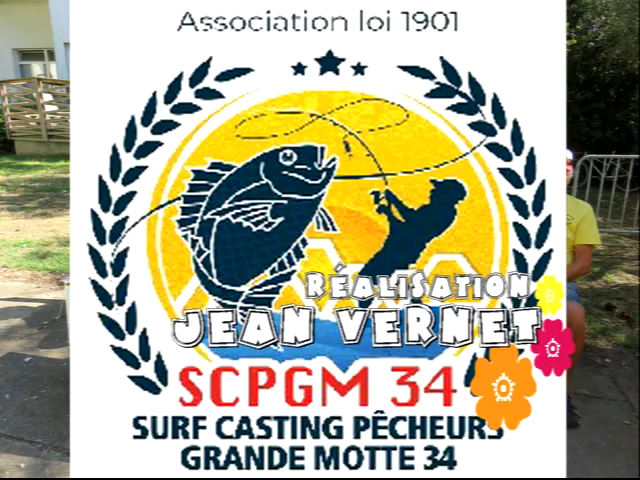 Association loi 1901
RÉALISATION
JEAN VERNET
SCPGM 34
SURF CASTING PÊCHEURS
GRANDE MOTTE 34